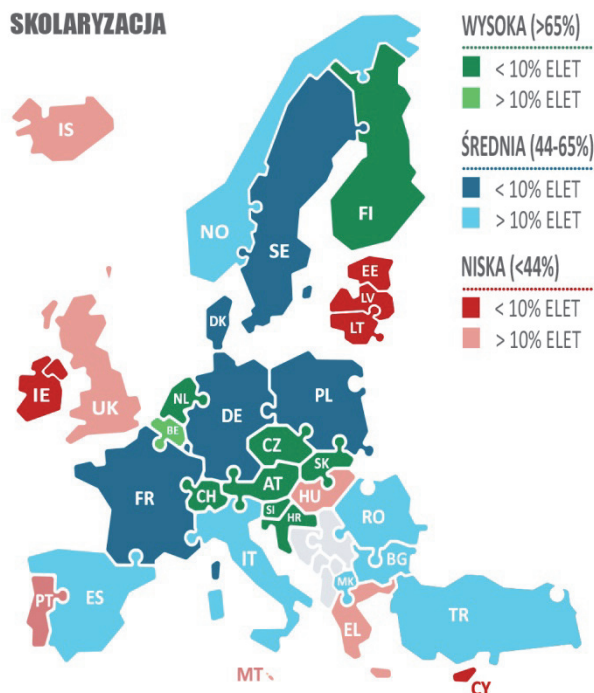 SKOLARYZACJA
WYSOKA (>65%)
< 10% ELET
> 10% ELET
ŚREDNIA (44-65%)
< 10% ELET
> 10% ELET
NISKA (<44%)
< 10% ELET
> 10% ELET
IS
NO
SE
FI
EE
LV
LT
DK
IE
UK
NL
BE
DE
PL
CZ
SK
FR
CH
AT
HU
SI
HR
RO
IT
BG
MK
PT
ES
EL
TR
MT
CY